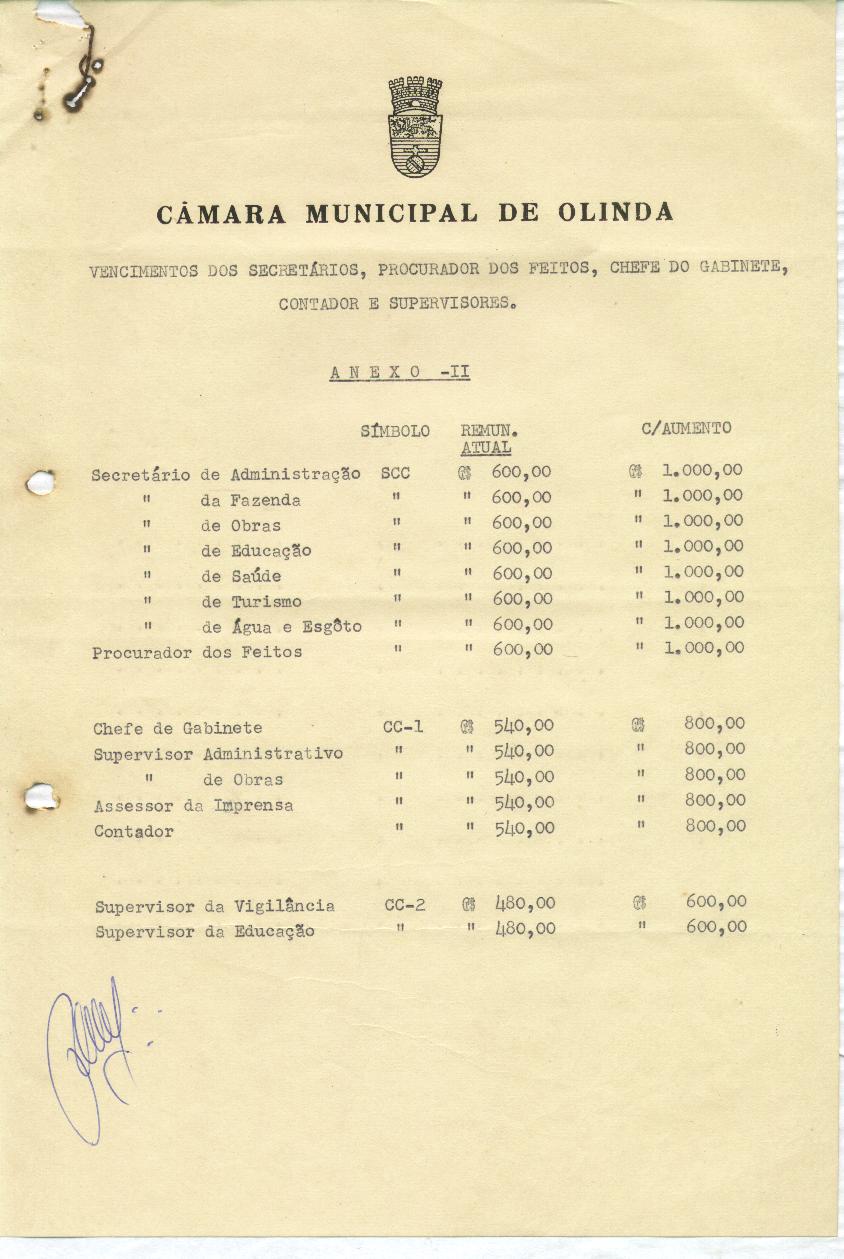 CÂMARA MUNICIPAL DE OLINDA
VENCIMENTOS DOS SECRETÁRIOS, PROCURADOR DOS FEITOS, CHEFE DO GABINETE,
CONTADOR E SUPERVISORES.
A N E X O -II
SÍMBOLO REMUN. ATUAL C/AUMENTO
Secretário de Administração SCC ₢$ 600,00 ₢$ 1.000,00
" da Fazenda " " 600,00 " 1.000,00
" de Obras " " 600,00 " 1.000,00
" de Educação " " 600,00 " 1.000,00
" de Saúde " " 600,00 " 1.000,00
" de Turismo " " 600,00 " 1.000,00
" de Água e Esgôto " " 600,00 " 1.000,00
Procurador dos Feitos " " 600,00 " 1.000,00
Chefe de Gabinete CC-1 ₢$ 540,00 ₢$ 800,00
Supervisor Administrativo " " 540,00 " 800,00
" de Obras " " 540,00 " 800,00
Assessor da Imprensa " " 540,00 " 800,00
Contador " " 540,00 " 800,00
Supervisor da Vigilância CC-2 ₢$ 480,00 ₢$ 600,00
Supervisor da Educação " " 480,00 " 600,00